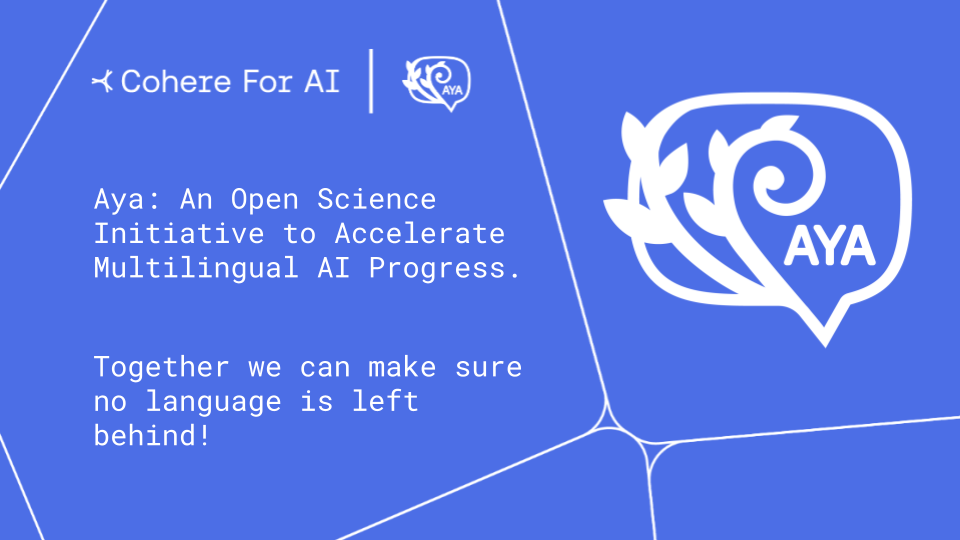 Cohere For AI
AYA
Aya: An Open Science
Initiative to Accelerate
Multilingual AI Progress.
Together we can make sure
no language is left
behind!
AYA